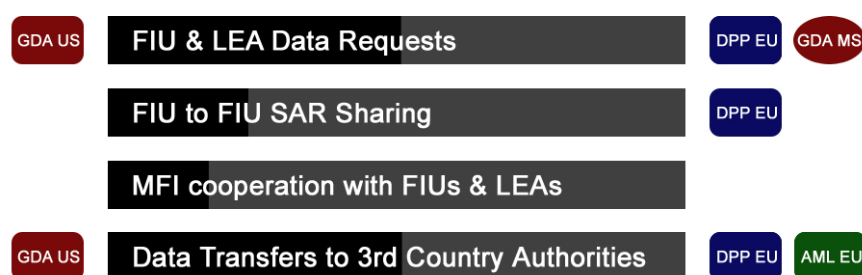 GDA US FIU & LEA Data Requests DPP EU GDA MS
FIU to FIU SAR Sharing DPP EU
MFI cooperation with FIUs & LEAs
GDA US Data Transfers to 3rd Country Authorities DPP EU AML EU